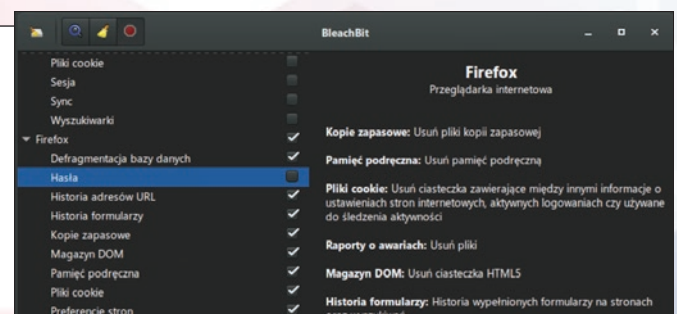 BleachBit
Pliki cookie
Sesja
Sync
Wyszukiwarki
Firefox
Defragmentacja bazy danych
Hasła
Historia adresów URL
Historia formularzy
Kopie zapasowe
Magazyn DOM
Pamięć podręczna
Pliki cookie
Preferencje stron
Firefox
Przeglądarka internetowa
Kopie zapasowe: Usuń pliki kopii zapasowej
Pamięć podręczna: Usuń pamięć podręczną
Pliki cookie: Usuń ciasteczka zawierające między innymi informacje o
ustawieniach stron internetowych, aktywnych logowaniach czy używane
do śledzenia aktywności
Raporty o awariach: Usuń pliki
Magazyn DOM: Usuń ciasteczka HTML5
Historia formularzy: Historia wypełnionych formularzy na stronach